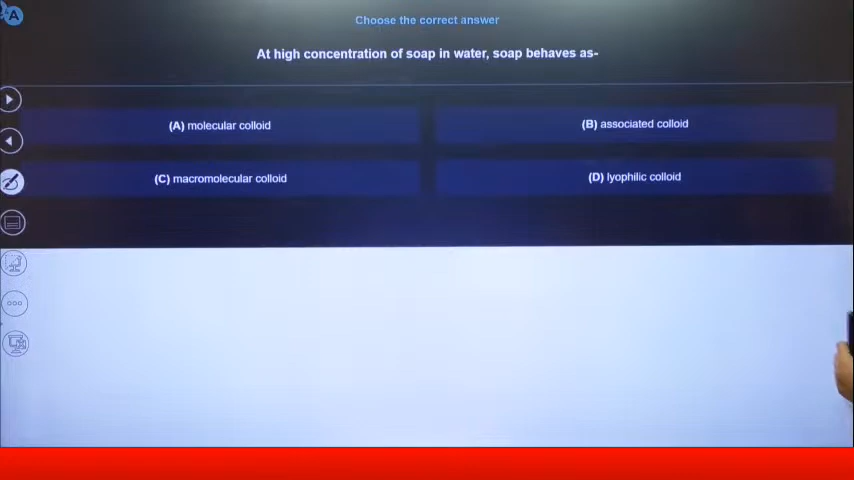 A
Choose the correct answer
At high concentration of soap in water, soap behaves as-
(A) molecular colloid
(B) associated colloid
(C) macromolecular colloid
(D) lyophilic colloid